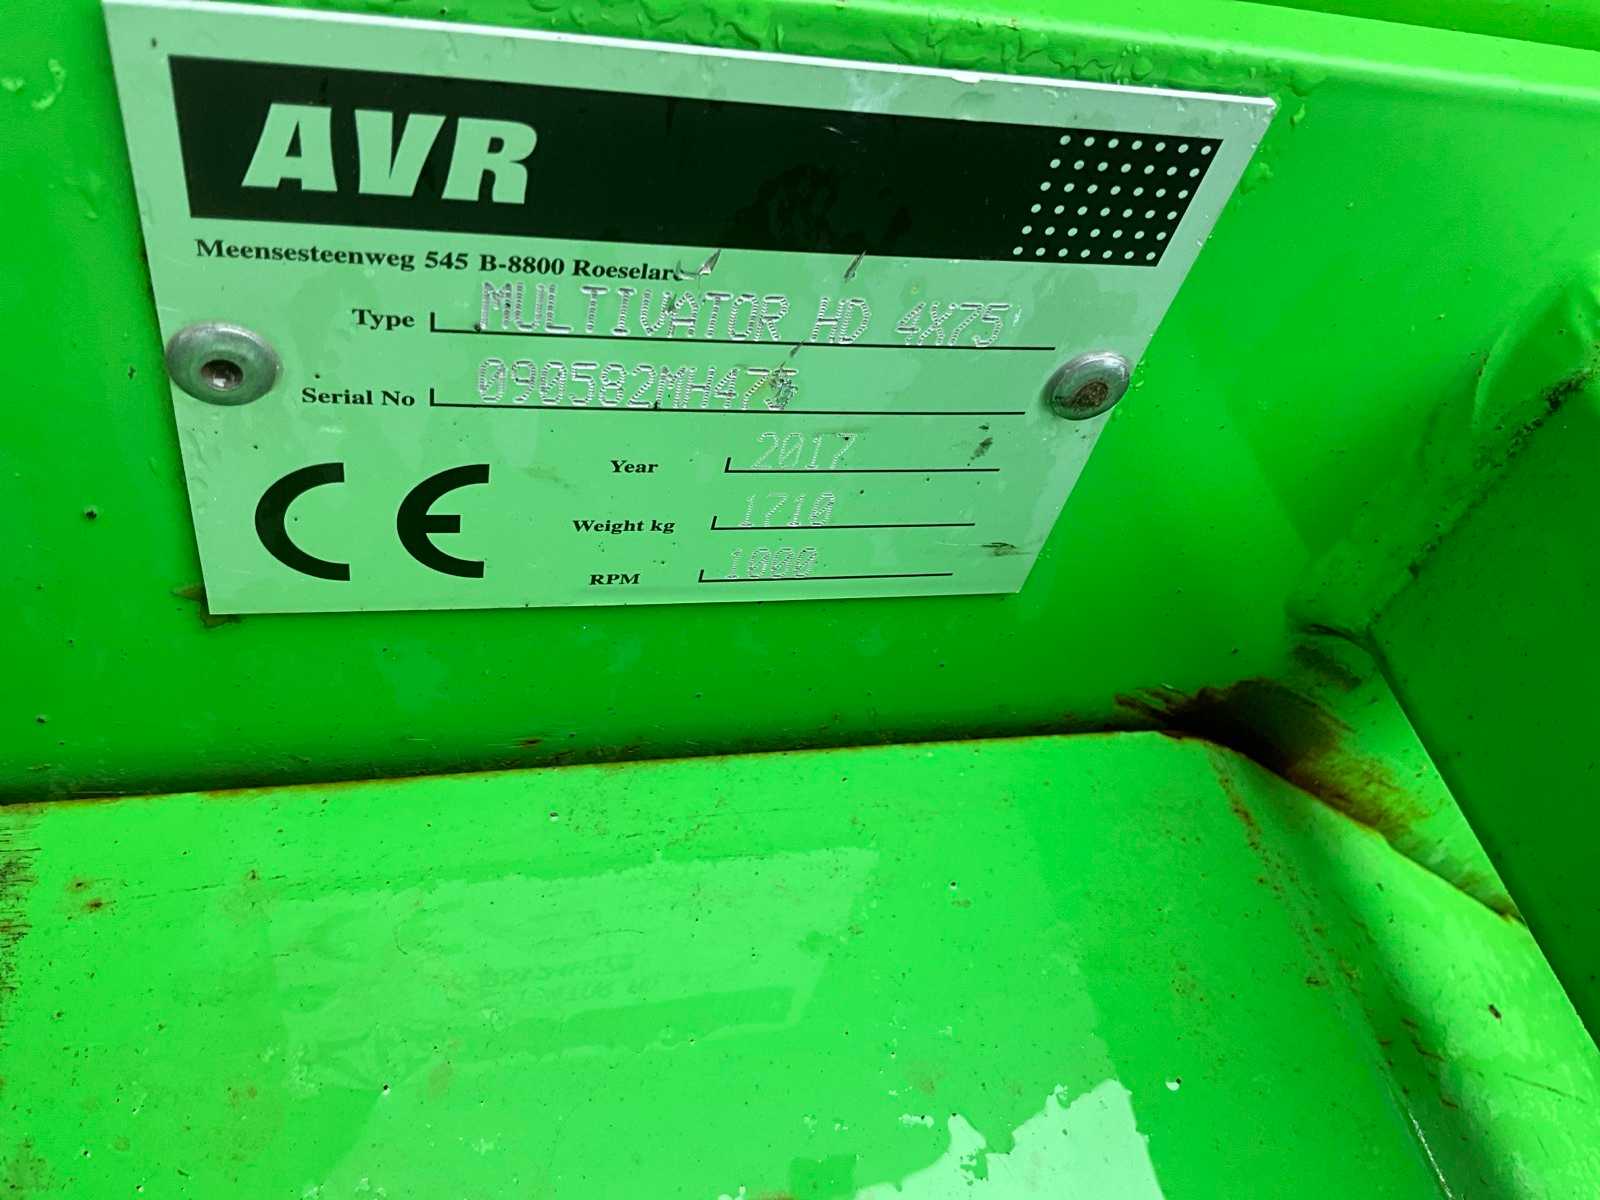 AVR
Meensesteenweg 545 B-8800 Roeselare
Type MULTIVATOR HD 4X75
Serial No 090582MH475
Year 2017
Weight kg 1710
RPM 1000
CE